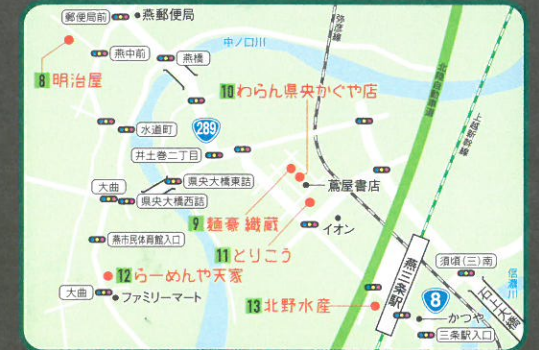 郵便局前
燕郵便局
中ノ口川
弥彦線
燕中前
燕橋
8 明治屋
10 わらん県央かぐや店
北陸自動車道
上越新幹線
水道町
289
井土巻二丁目
大曲
県央大橋東詰
蔦屋書店
県央大橋西詰
9 麺豪 織蔵
イオン
燕市民体育館入口
11 とりこう
燕三条駅
須頃(三)南
信濃川
12 らーめんや天家
大曲
ファミリーマート
13 北野水産
8
石上大橋
かつや
三条駅入口